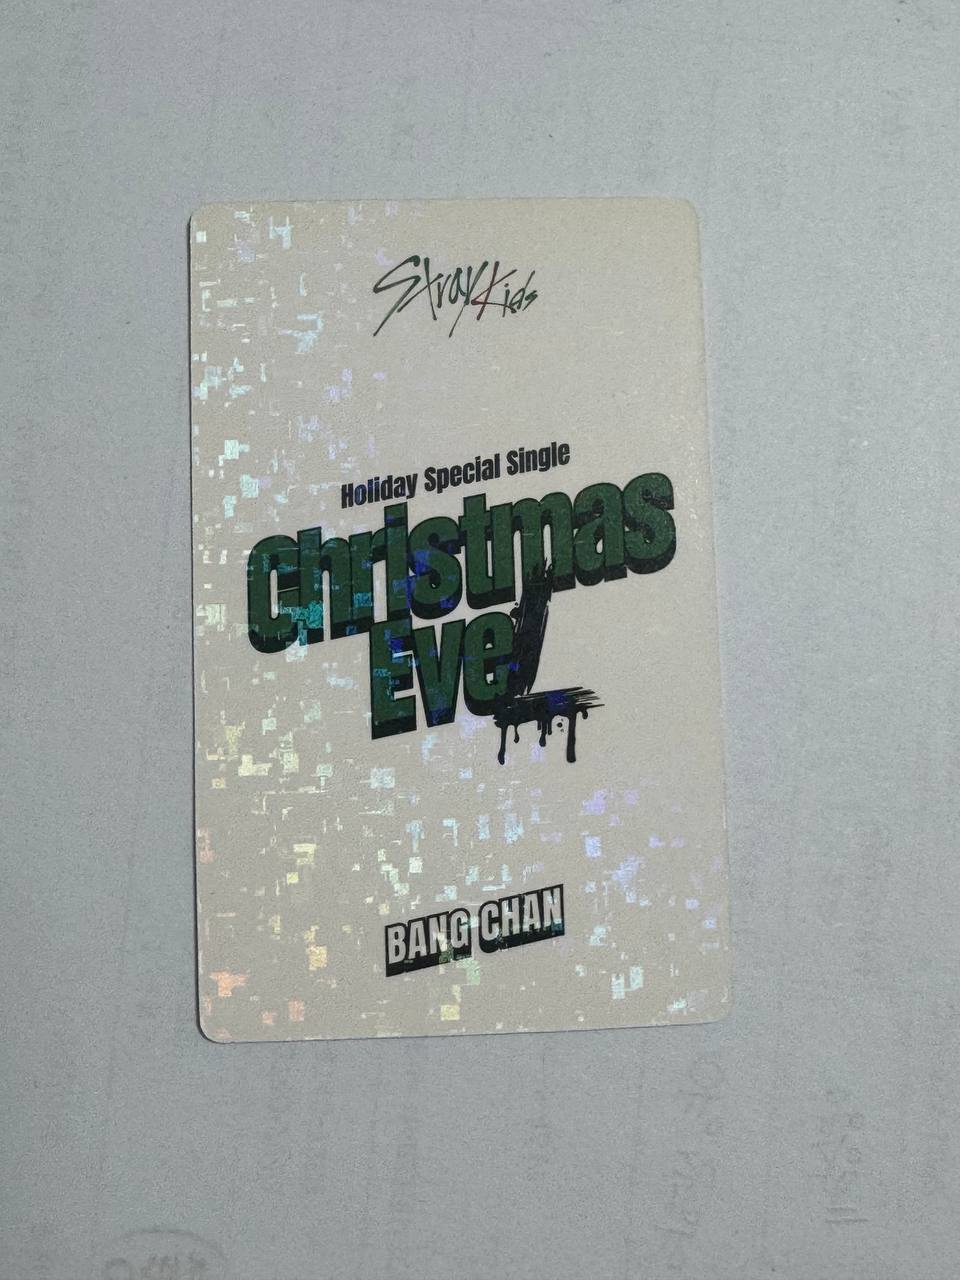 Stray Kids
Holiday Special Single
Christmas
EveL
BANG CHAN